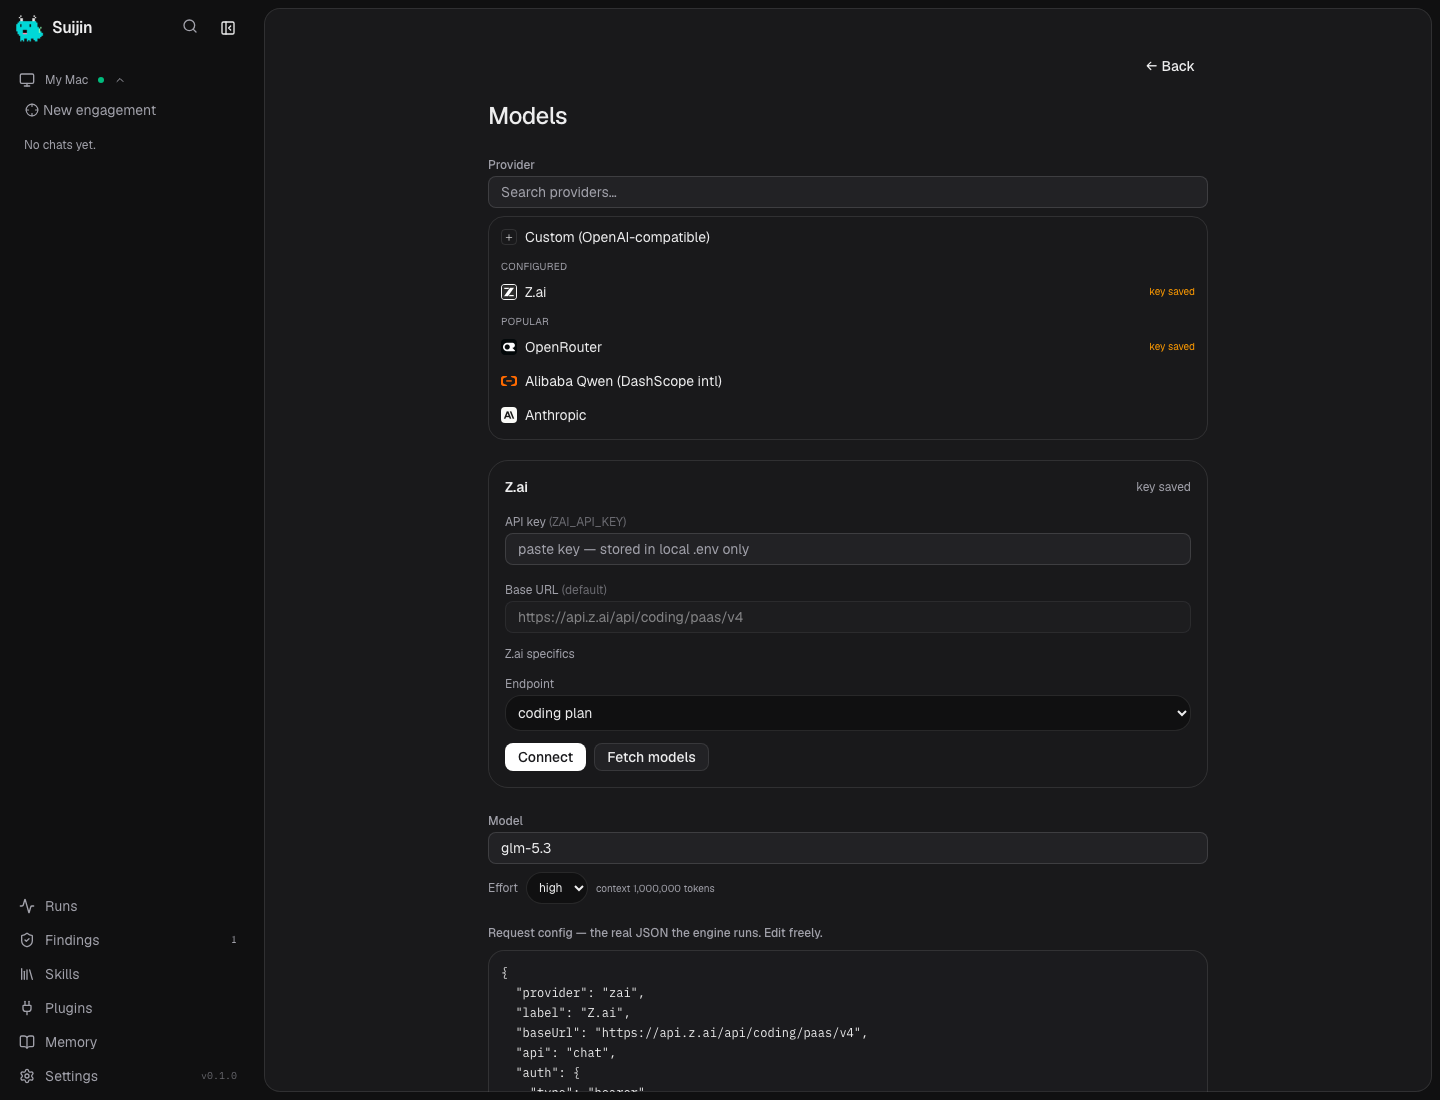 Suijin
My Mac
New engagement
No chats yet.
Runs
Findings 1
Skills
Plugins
Memory
Settings v0.1.0
← Back
Models
Provider
Search providers…
+ Custom (OpenAI-compatible)
CONFIGURED
Z.ai key saved
POPULAR
OpenRouter key saved
Alibaba Qwen (DashScope intl)
Anthropic
Z.ai key saved
API key (ZAI_API_KEY)
paste key — stored in local .env only
Base URL (default)
https://api.z.ai/api/coding/paas/v4
Z.ai specifics
Endpoint
coding plan
Connect Fetch models
Model
glm-5.3
Effort high context 1,000,000 tokens
Request config — the real JSON the engine runs. Edit freely.
{
"provider": "zai",
"label": "Z.ai",
"baseUrl": "https://api.z.ai/api/coding/paas/v4",
"api": "chat",
"auth": {
"type": "bearer"